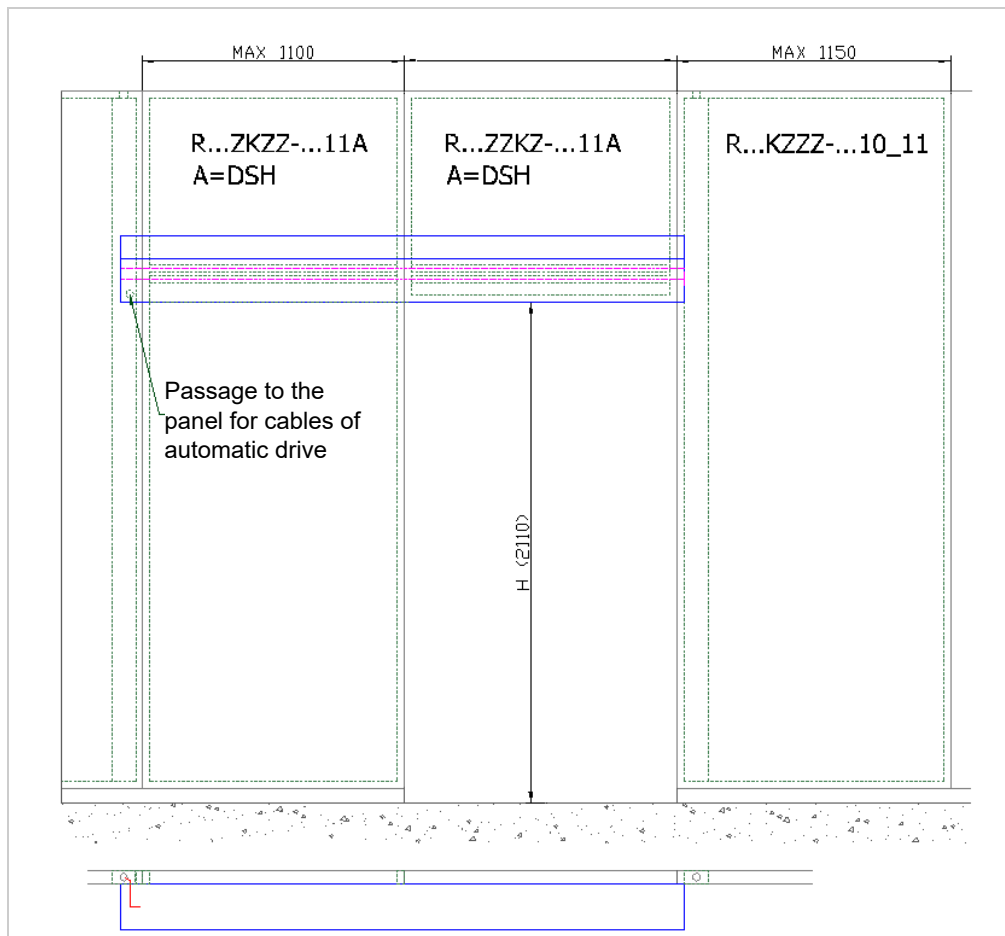 MAX 1100
MAX 1150
R...ZKZZ-...11A
A=DSH
R...ZZKZ-...11A
A=DSH
R...KZZZ-...10_11
Passage to the
panel for cables of
automatic drive
H (2110)